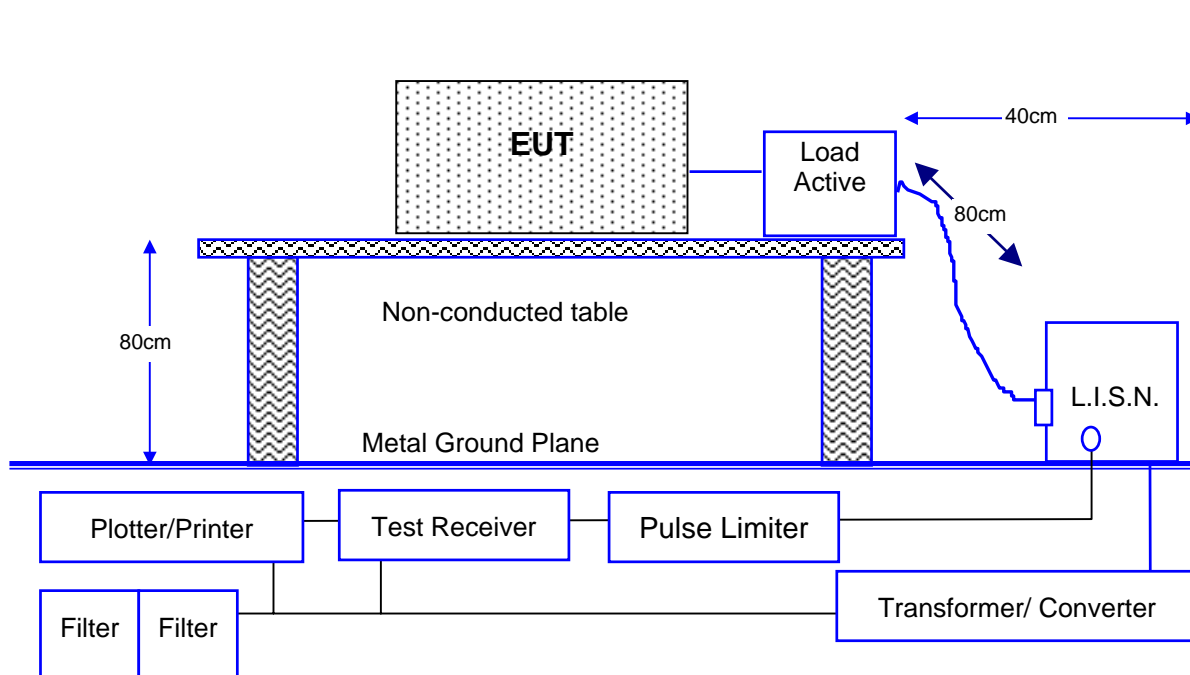 EUT
Load
Active
40cm
80cm
Non-conducted table
80cm
L.I.S.N.
Metal Ground Plane
Plotter/Printer
Test Receiver
Pulse Limiter
Transformer/ Converter
Filter
Filter